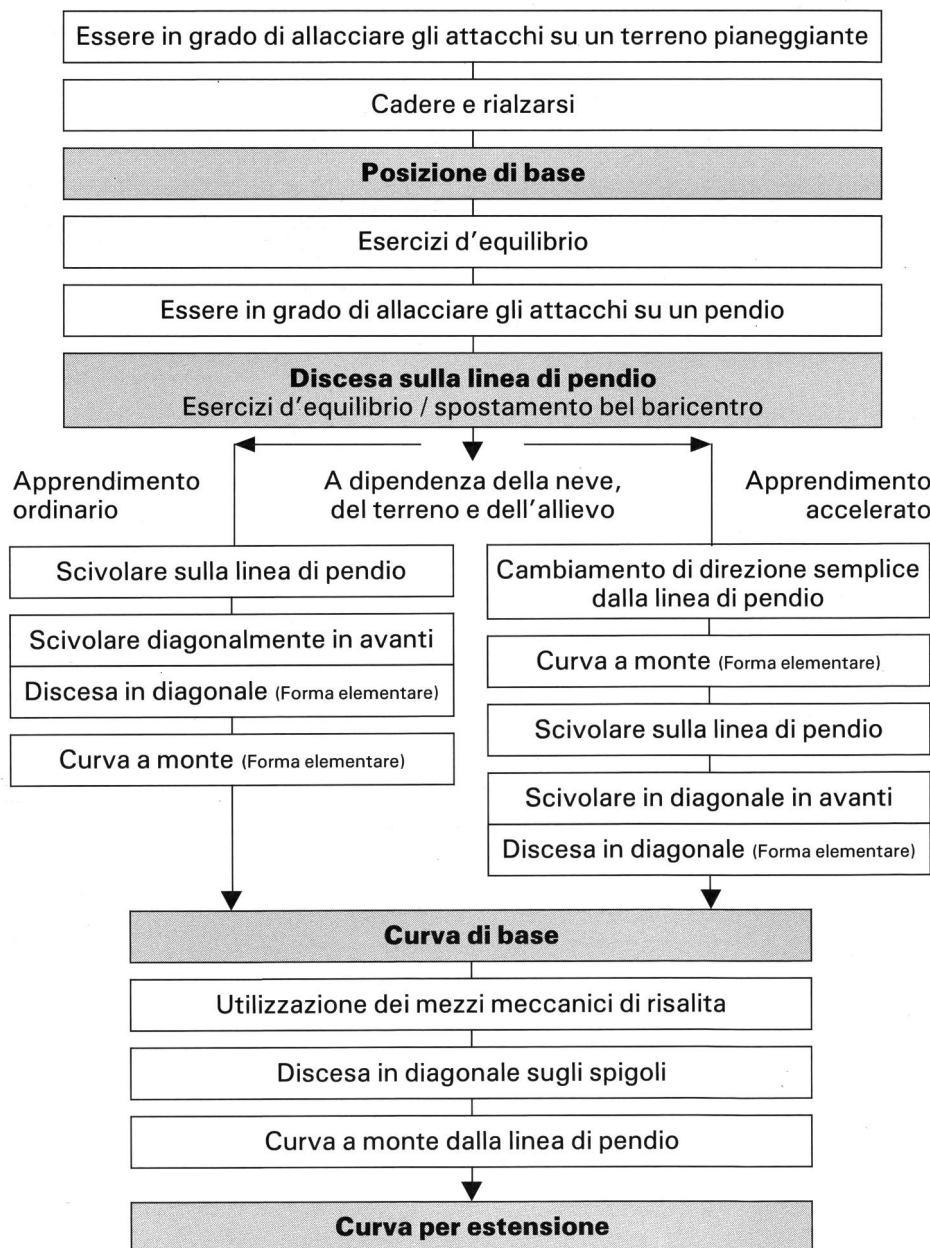 Essere in grado di allacciare gli attacchi su un terreno pianeggiante
Cadere e rialzarsi
Posizione di base
Esercizi d'equilibrio
Essere in grado di allacciare gli attacchi su un pendio
Discesa sulla linea di pendio
Esercizi d'equilibrio / spostamento bel baricentro
Apprendimento
ordinario
A dipendenza della neve,
del terreno e dell'allievo
Apprendimento
accelerato
Scivolare sulla linea di pendio
Scivolare diagonalmente in avanti
Discesa in diagonale (Forma elementare)
Curva a monte (Forma elementare)
Cambiamento di direzione semplice
dalla linea di pendio
Curva a monte (Forma elementare)
Scivolare sulla linea di pendio
Scivolare in diagonale in avanti
Discesa in diagonale (Forma elementare)
Curva di base
Utilizzazione dei mezzi meccanici di risalita
Discesa in diagonale sugli spigoli
Curva a monte dalla linea di pendio
Curva per estensione